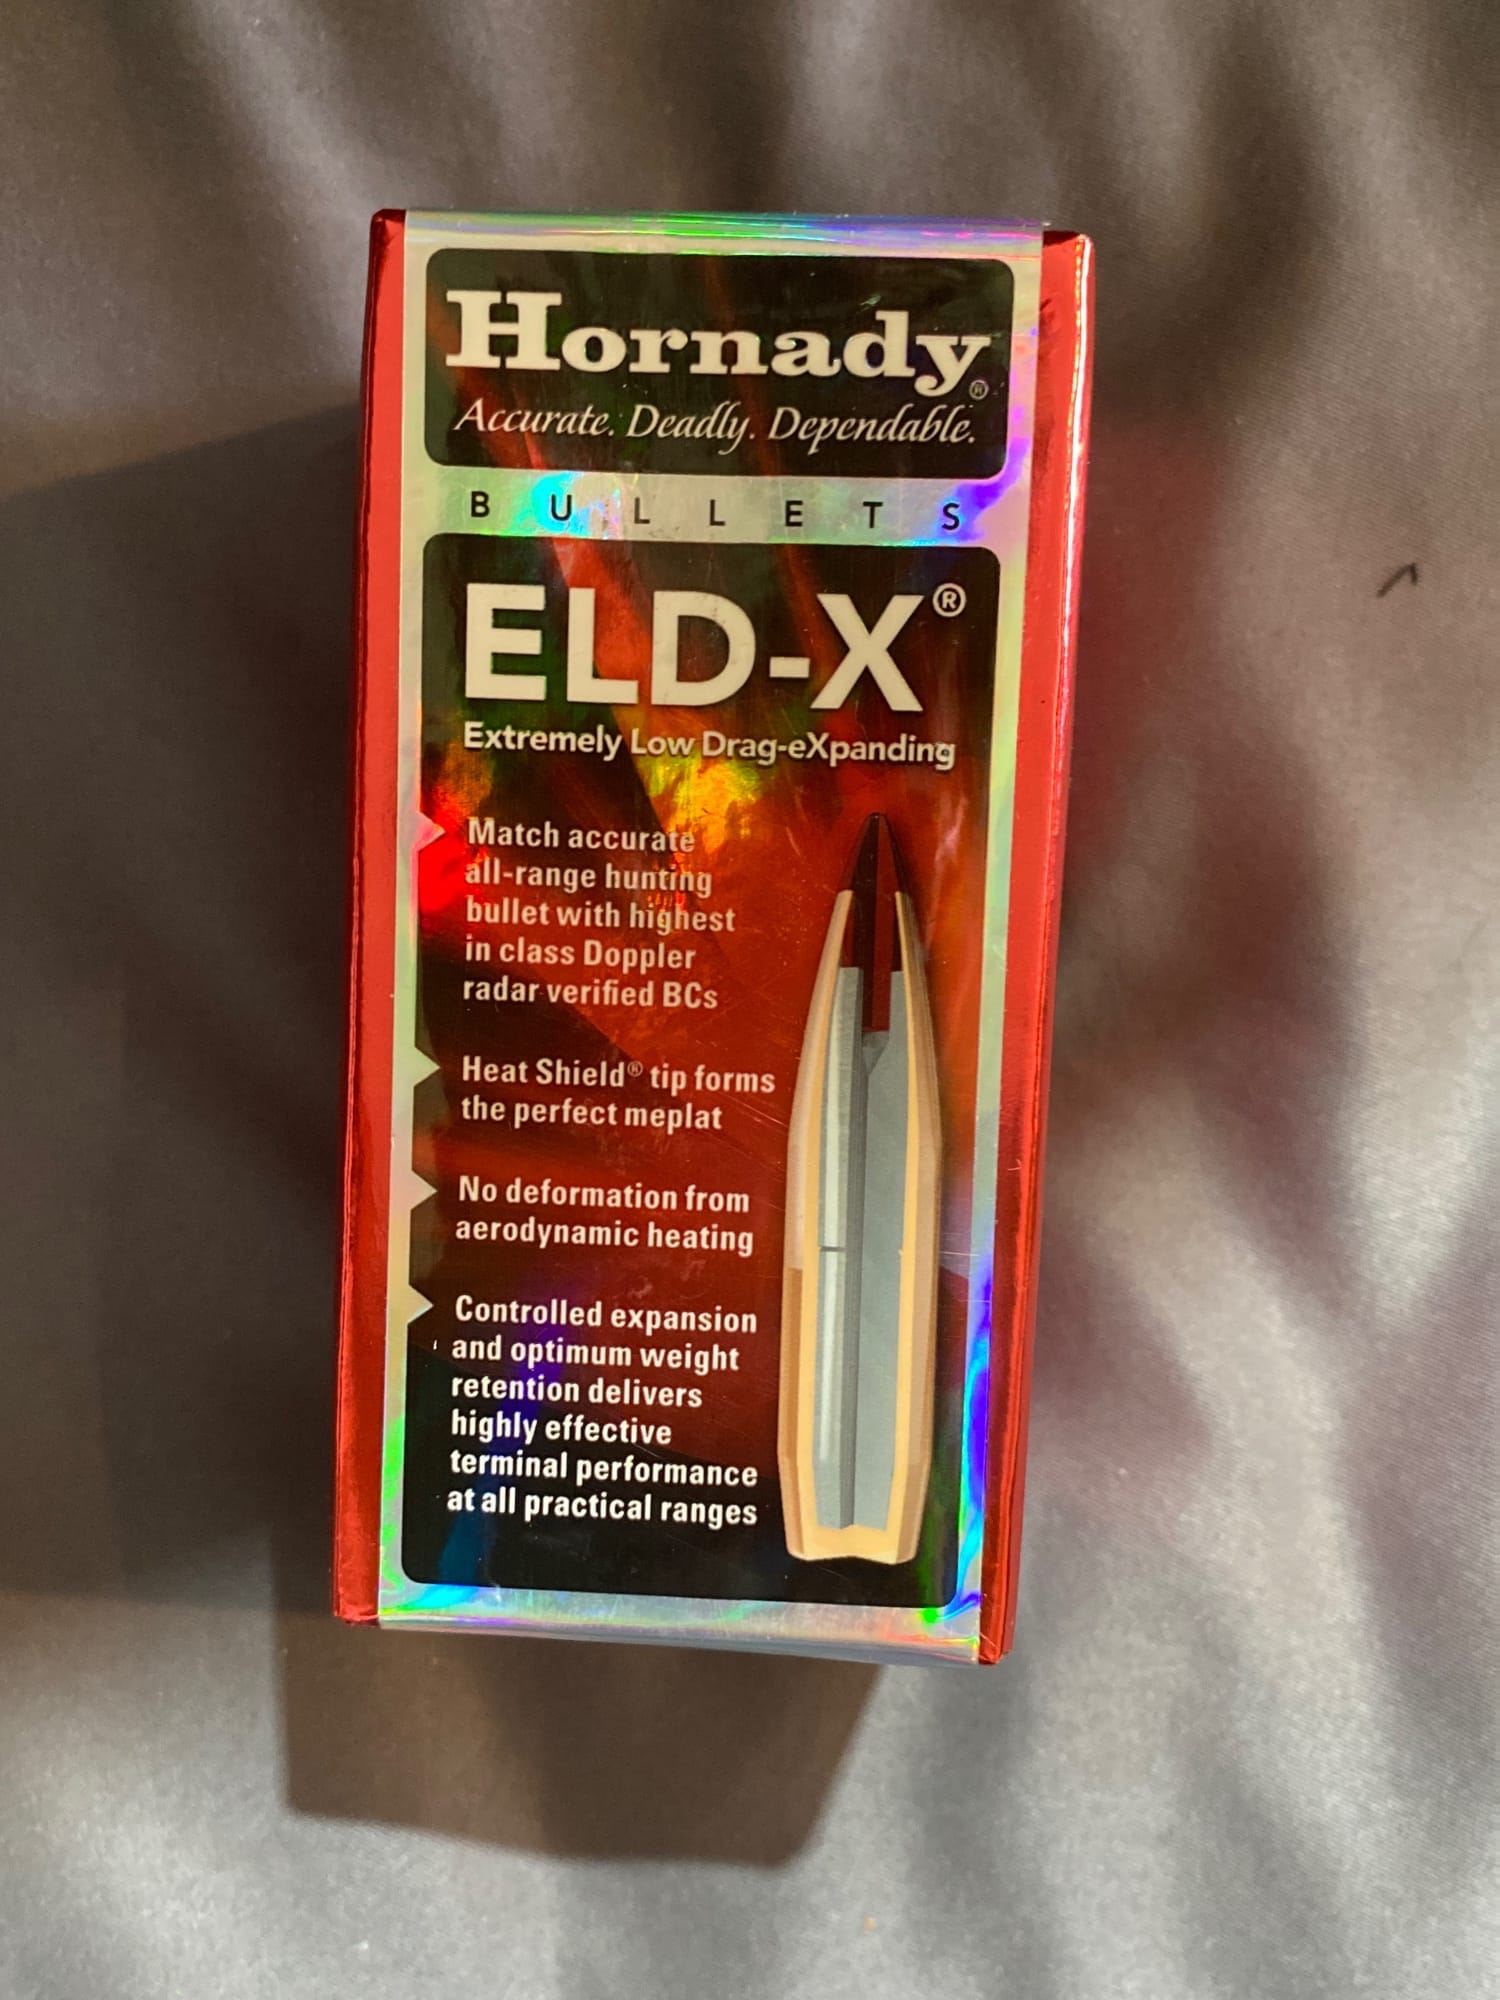 Hornady®
Accurate. Deadly. Dependable.
BULLETS
ELD-X®
Extremely Low Drag-eXpanding
Match accurate
all-range hunting
bullet with highest
in class Doppler
radar verified BCs
Heat Shield® tip forms
the perfect meplat
No deformation from
aerodynamic heating
Controlled expansion
and optimum weight
retention delivers
highly effective
terminal performance
at all practical ranges